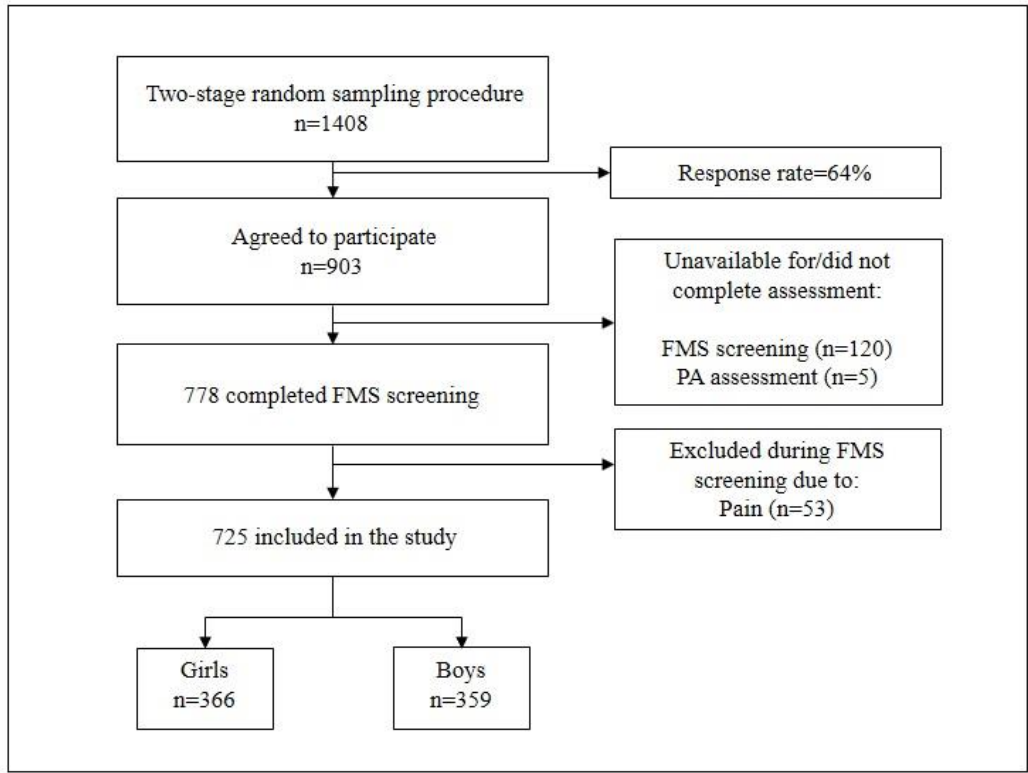 Two-stage random sampling procedure
n=1408
Response rate=64%
Agreed to participate
n=903
Unavailable for/did not
complete assessment:
FMS screening (n=120)
PA assessment (n=5)
778 completed FMS screening
Excluded during FMS
screening due to:
Pain (n=53)
725 included in the study
Girls
n=366
Boys
n=359